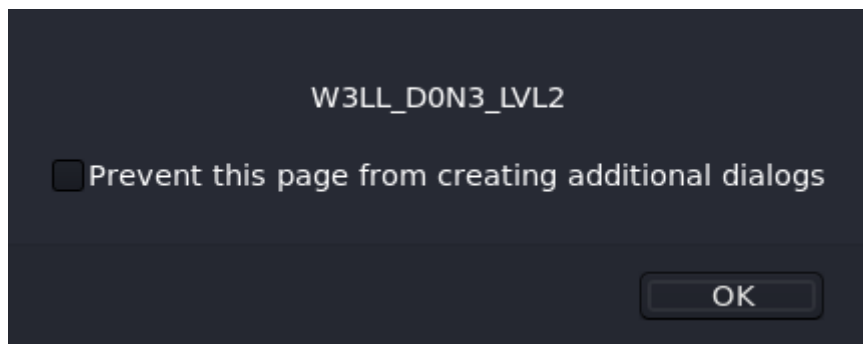 W3LL_D0N3_LVL2
Prevent this page from creating additional dialogs
OK